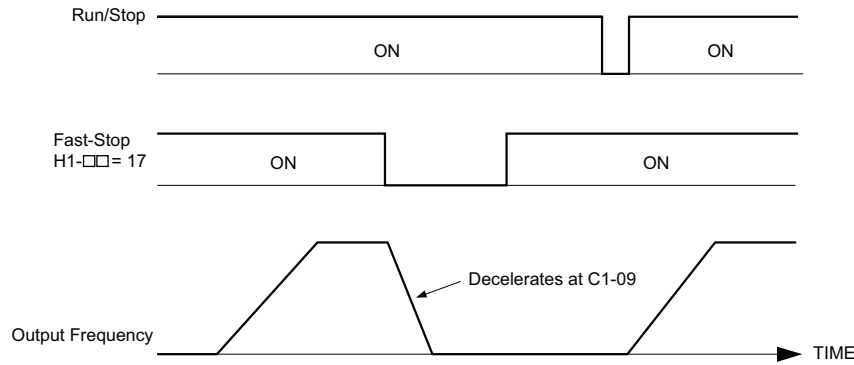 Run/Stop
ON
ON
Fast-Stop
H1-□□= 17
ON
ON
Decelerates at C1-09
Output Frequency
TIME